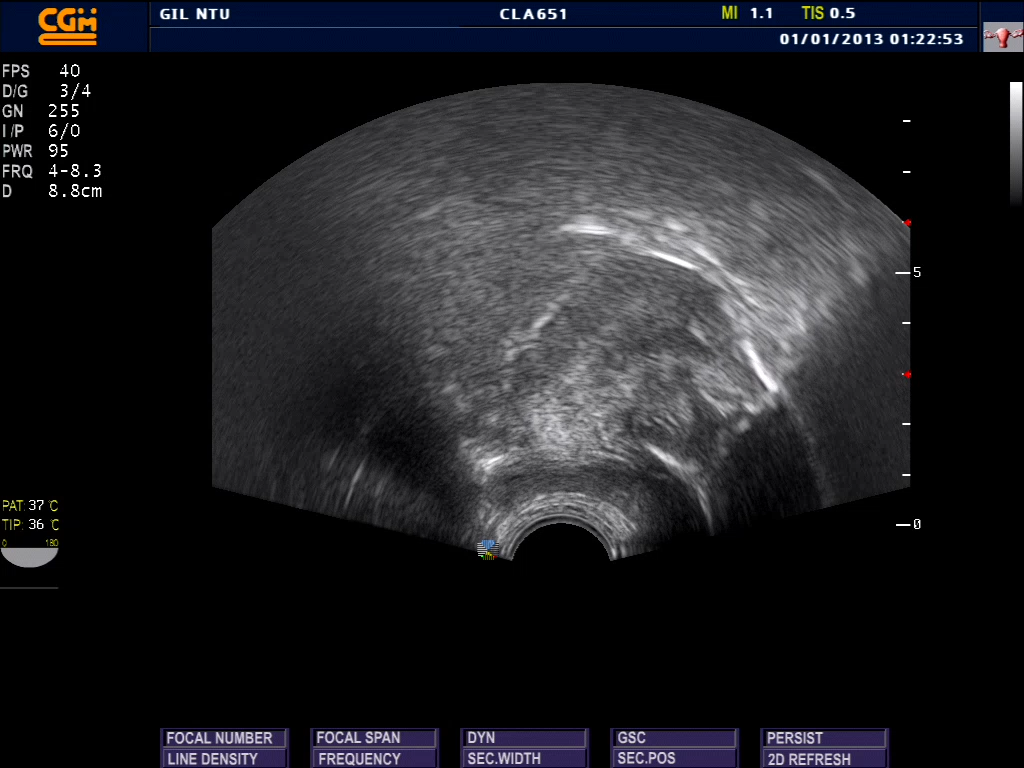 CGM
GIL NTU CLA651 MI 1.1 TIS 0.5
01/01/2013 01:22:53
FPS 40
D/G 3/4
GN 255
I/P 6/0
PWR 95
FRQ 4-8.3
D 8.8cm
5
PAT: 37 °C
TIP: 36 °C
0 180
0
FOCAL NUMBER FOCAL SPAN DYN GSC PERSIST
LINE DENSITY FREQUENCY SEC.WIDTH SEC.POS 2D REFRESH